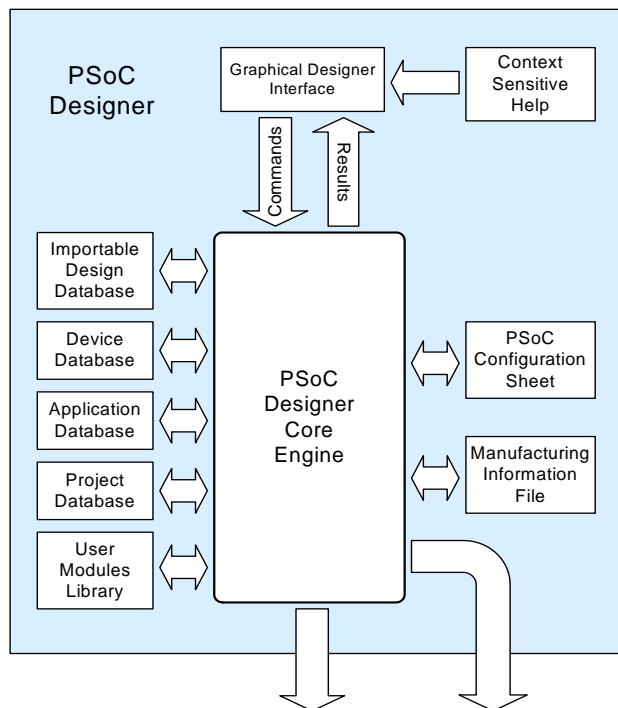 PSoC
Designer
Graphical Designer
Interface
Context
Sensitive
Help
Commands
Results
Importable
Design
Database
Device
Database
Application
Database
Project
Database
User
Modules
Library
PSoC
Designer
Core
Engine
PSoC
Configuration
Sheet
Manufacturing
Information
File